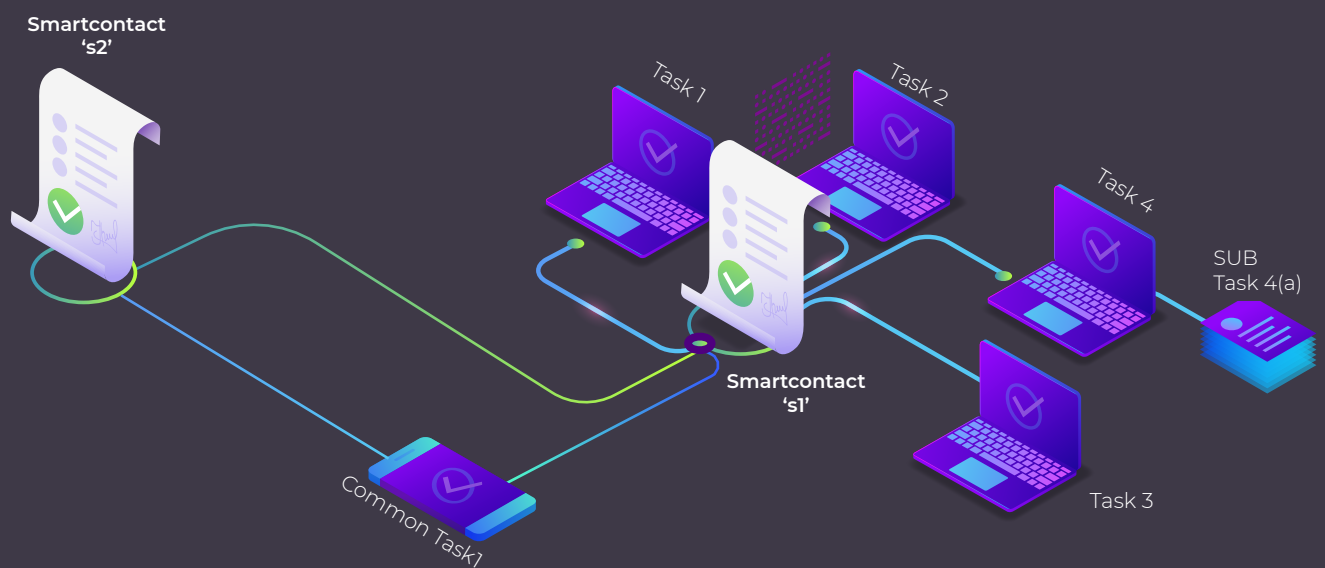 Smartcontact
‘s2’
Task 1
Task 2
Task 4
SUB
Task 4(a)
Smartcontact
‘s1’
Common Task1
Task 3